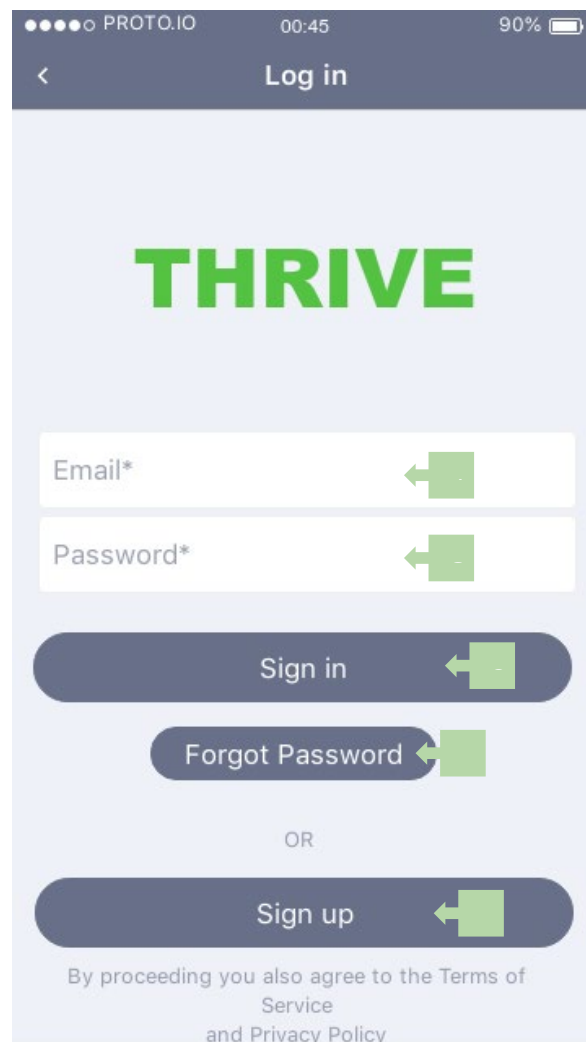 PROTO.IO 00:45 90%
Log in
THRIVE
Email*
Password*
Sign in
Forgot Password
OR
Sign up
By proceeding you also agree to the Terms of
Service
and Privacy Policy